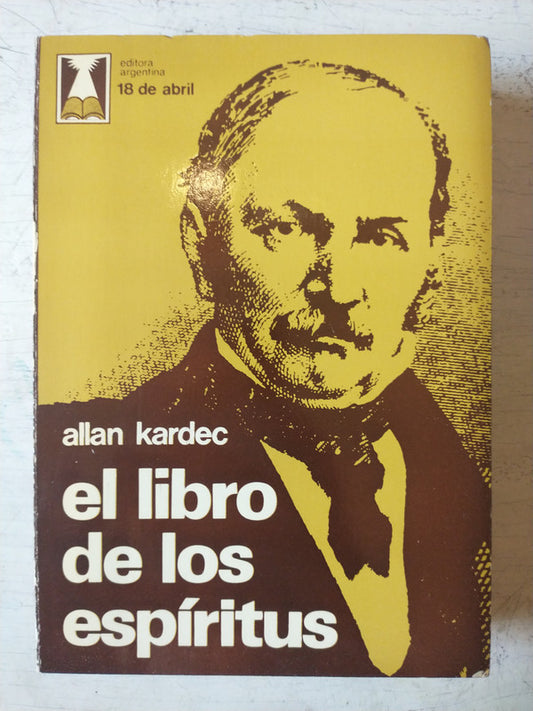 editora
argentina
18 de abril
allan kardec
el libro
de los
espíritus